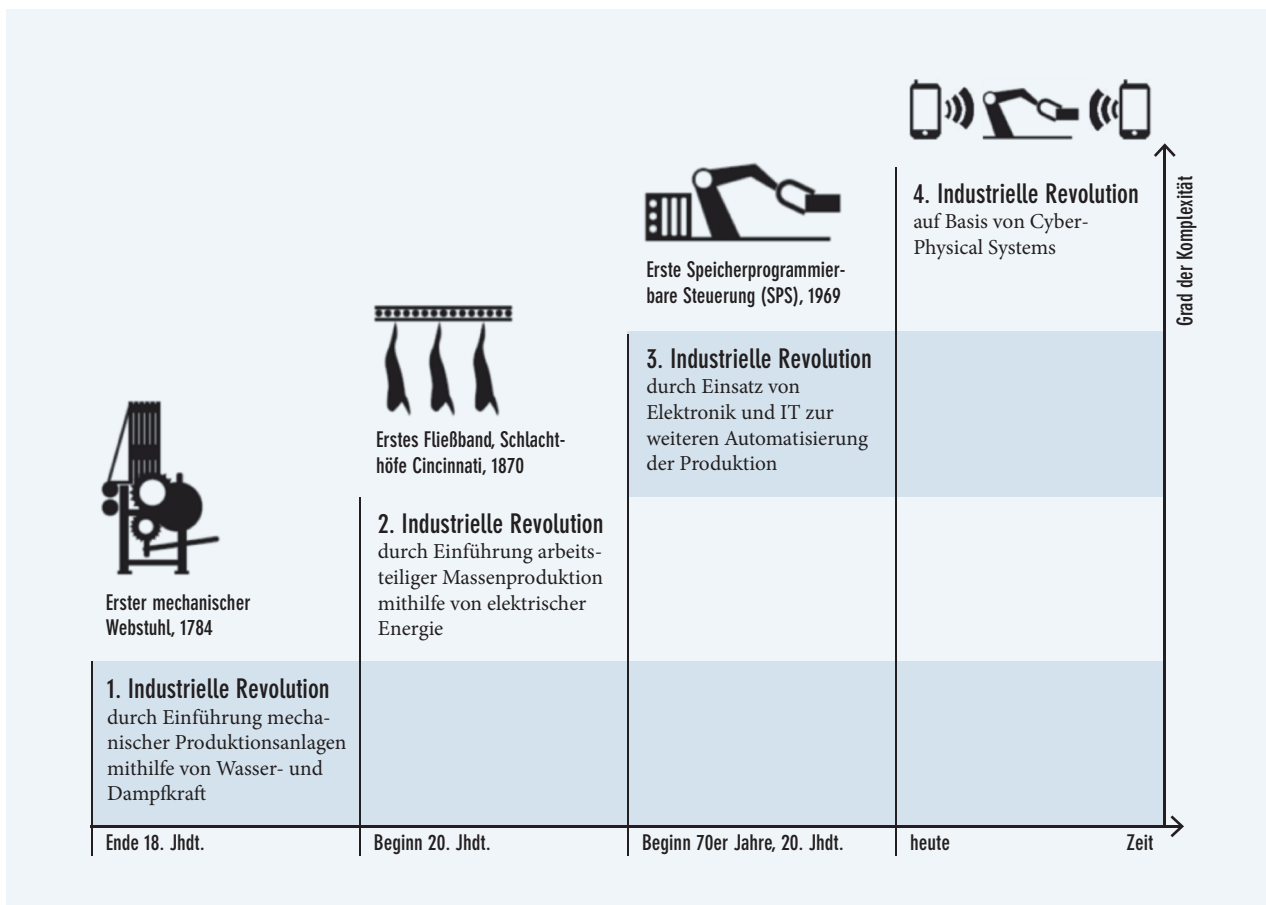 4. Industrielle Revolution
auf Basis von Cyber-
Physical Systems
Grad der Komplexität
Erste Speicherprogrammier-
bare Steuerung (SPS), 1969
3. Industrielle Revolution
durch Einsatz von
Elektronik und IT zur
weiteren Automatisierung
der Produktion
Erstes Fließband, Schlacht-
höfe Cincinnati, 1870
2. Industrielle Revolution
durch Einführung arbeits-
teiliger Massenproduktion
mithilfe von elektrischer
Energie
Erster mechanischer
Webstuhl, 1784
1. Industrielle Revolution
durch Einführung mecha-
nischer Produktionsanlagen
mithilfe von Wasser- und
Dampfkraft
Ende 18. Jhdt.
Beginn 20. Jhdt.
Beginn 70er Jahre, 20. Jhdt.
heute
Zeit